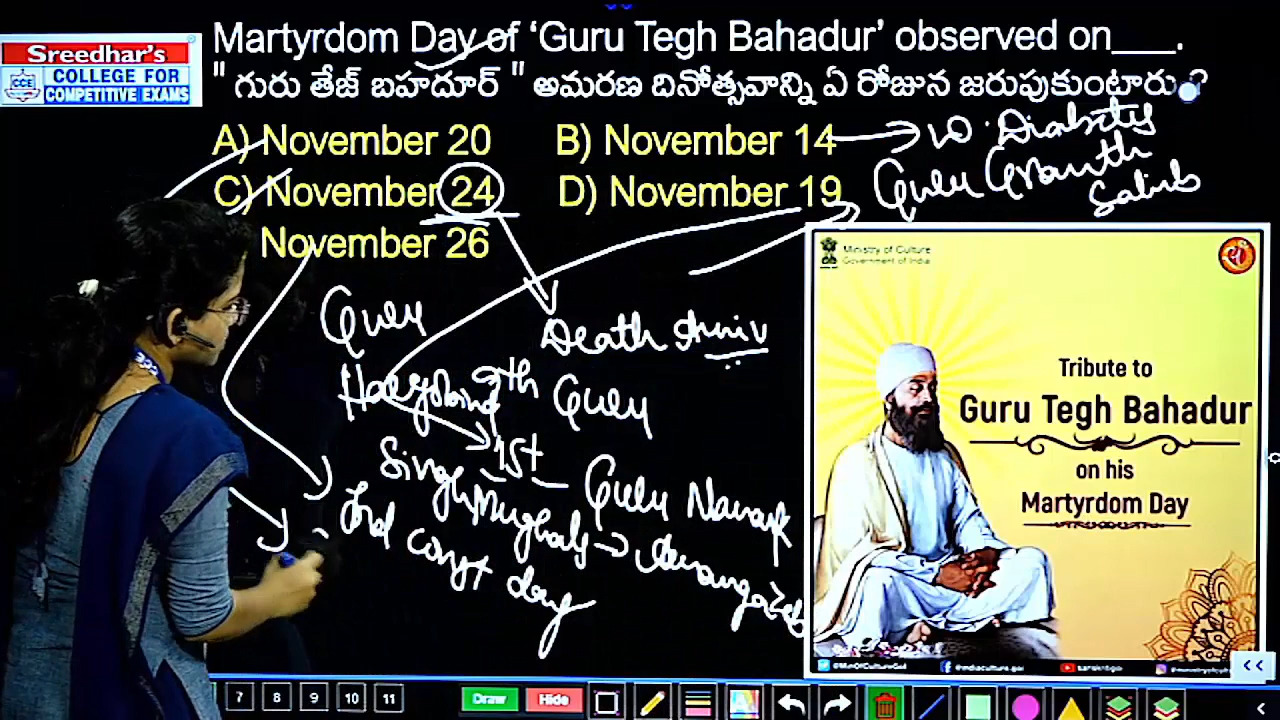 Martyrdom Day of ‘Guru Tegh Bahadur’ observed on___.
Sreedhar's
CCE
COLLEGE FOR
COMPETITIVE EXAMS
" గురు తేజ్ బహదూర్ " అమరణ దినోత్సవాన్ని ఏ రోజున జరుపుకుంటారు ?
A) November 20 B) November 14
C) November 24 D) November 19
November 26
Guru Granth
Sahib
Guru
Death Anniv
9th Guru
1st Guru Nanak
Singh Mughals
Ind day
Ministry of Culture
Government of India
Tribute to
Guru Tegh Bahadur
on his
Martyrdom Day
7 8 9 10 11 Draw Hide